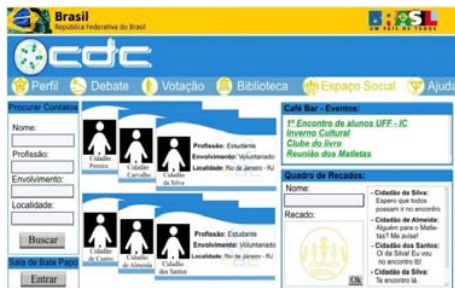 Brasil
República Federativa do Brasil
BRASIL
UM PAÍS DE TODOS
cdc
Perfil
Debate
Votação
Biblioteca
Espaço Social
Ajuda
Procurar Contatos
Nome:
Profissão:
Envolvimento:
Localidade:
Buscar
Sala de Bate Papo
Entrar
Cidadão
Pereira
Cidadão
Carvalho
Cidadão
da Silva
Profissão: Estudante
Envolvimento: Voluntariado
Localidade: Rio de Janeiro - RJ
Cidadão
de Castro
Cidadão
de Almeida
Cidadão
dos Santos
Profissão: Estudante
Envolvimento: Voluntariado
Localidade: Rio de Janeiro - RJ
Café Bar - Eventos:
1º Encontro de alunos UFF - IC
Inverno Cultural
Clube do livro
Reunião dos Matletas
Quadro de Recados:
Nome:
Recado:
Ok
- Cidadão da Silva:
Espero que todos
possam ir no encontro
- Cidadão de Almeida:
Alguém para o Matle-
tas? Me avise!
- Cidadão dos Santos:
Oi da Silva! Eu vou
no encontro tb!
- Cidadão da Silva:
Te encontro lá